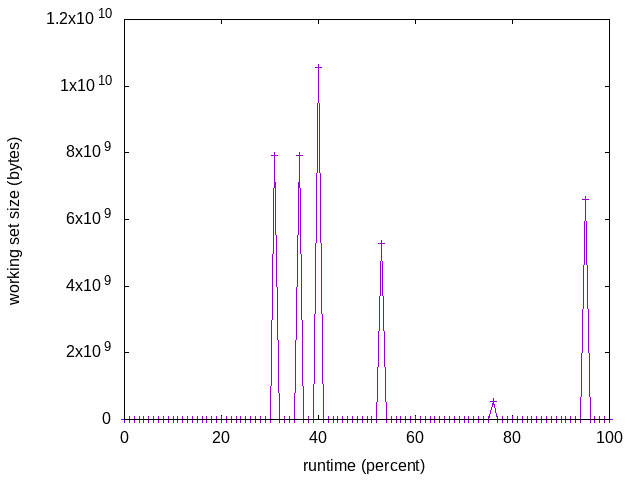 1.2x10^10
1x10^10
8x10^9
6x10^9
4x10^9
2x10^9
0
0 20 40 60 80 100
working set size (bytes)
runtime (percent)